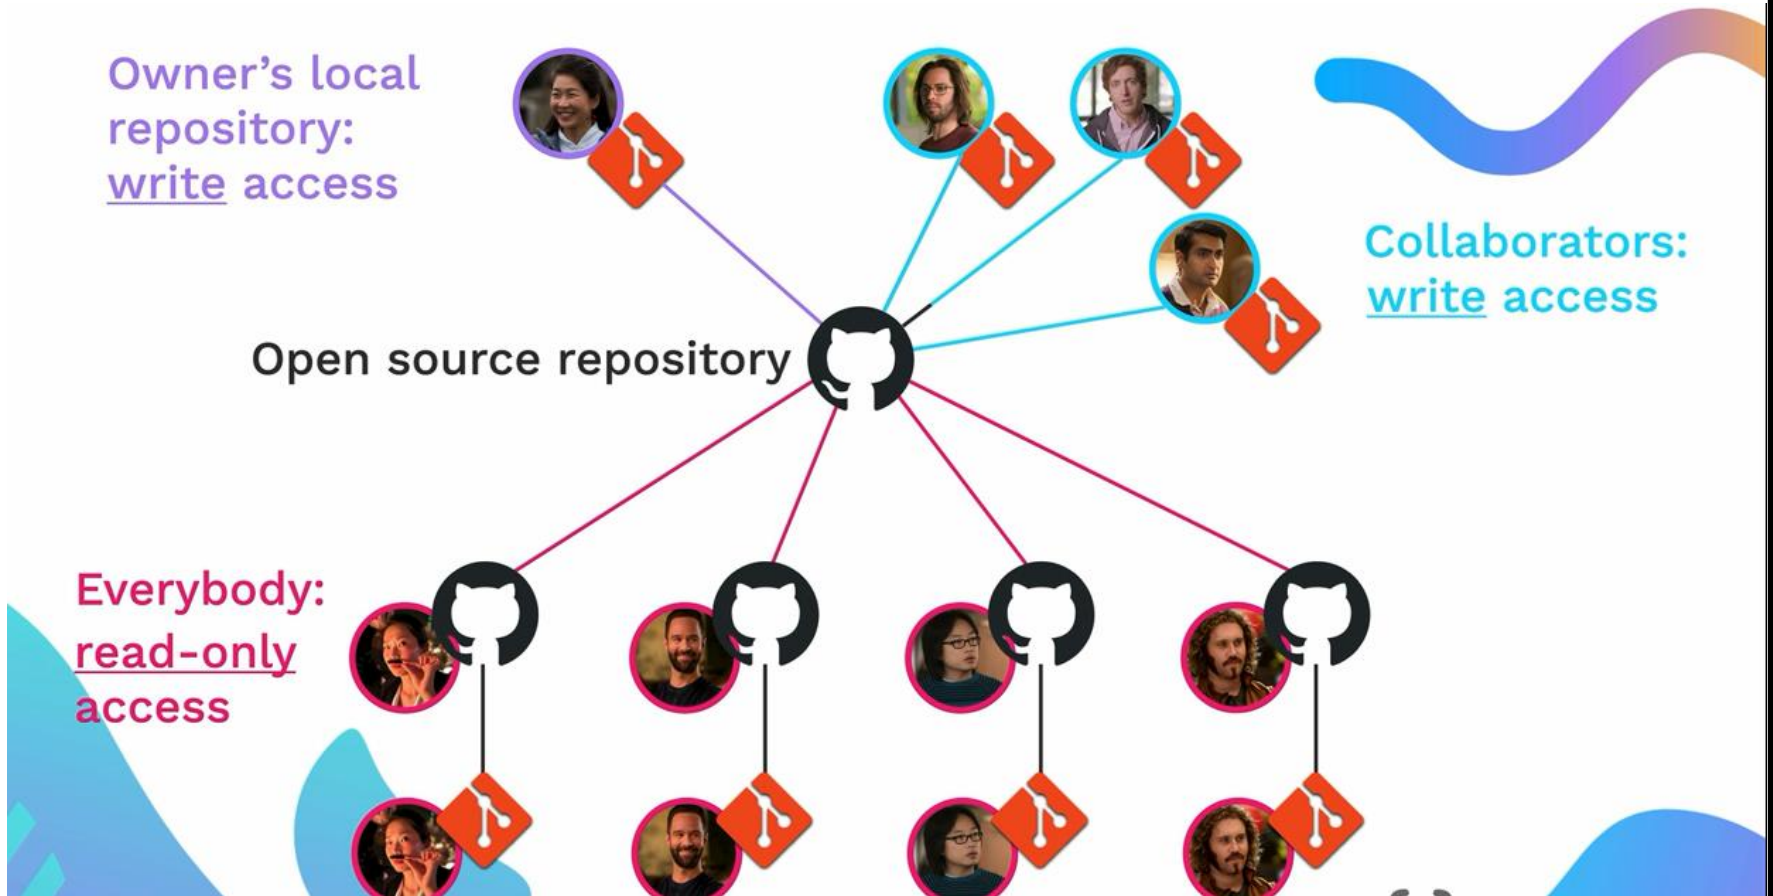 Owner's local
repository:
write access
Collaborators:
write access
Open source repository
Everybody:
read-only
access